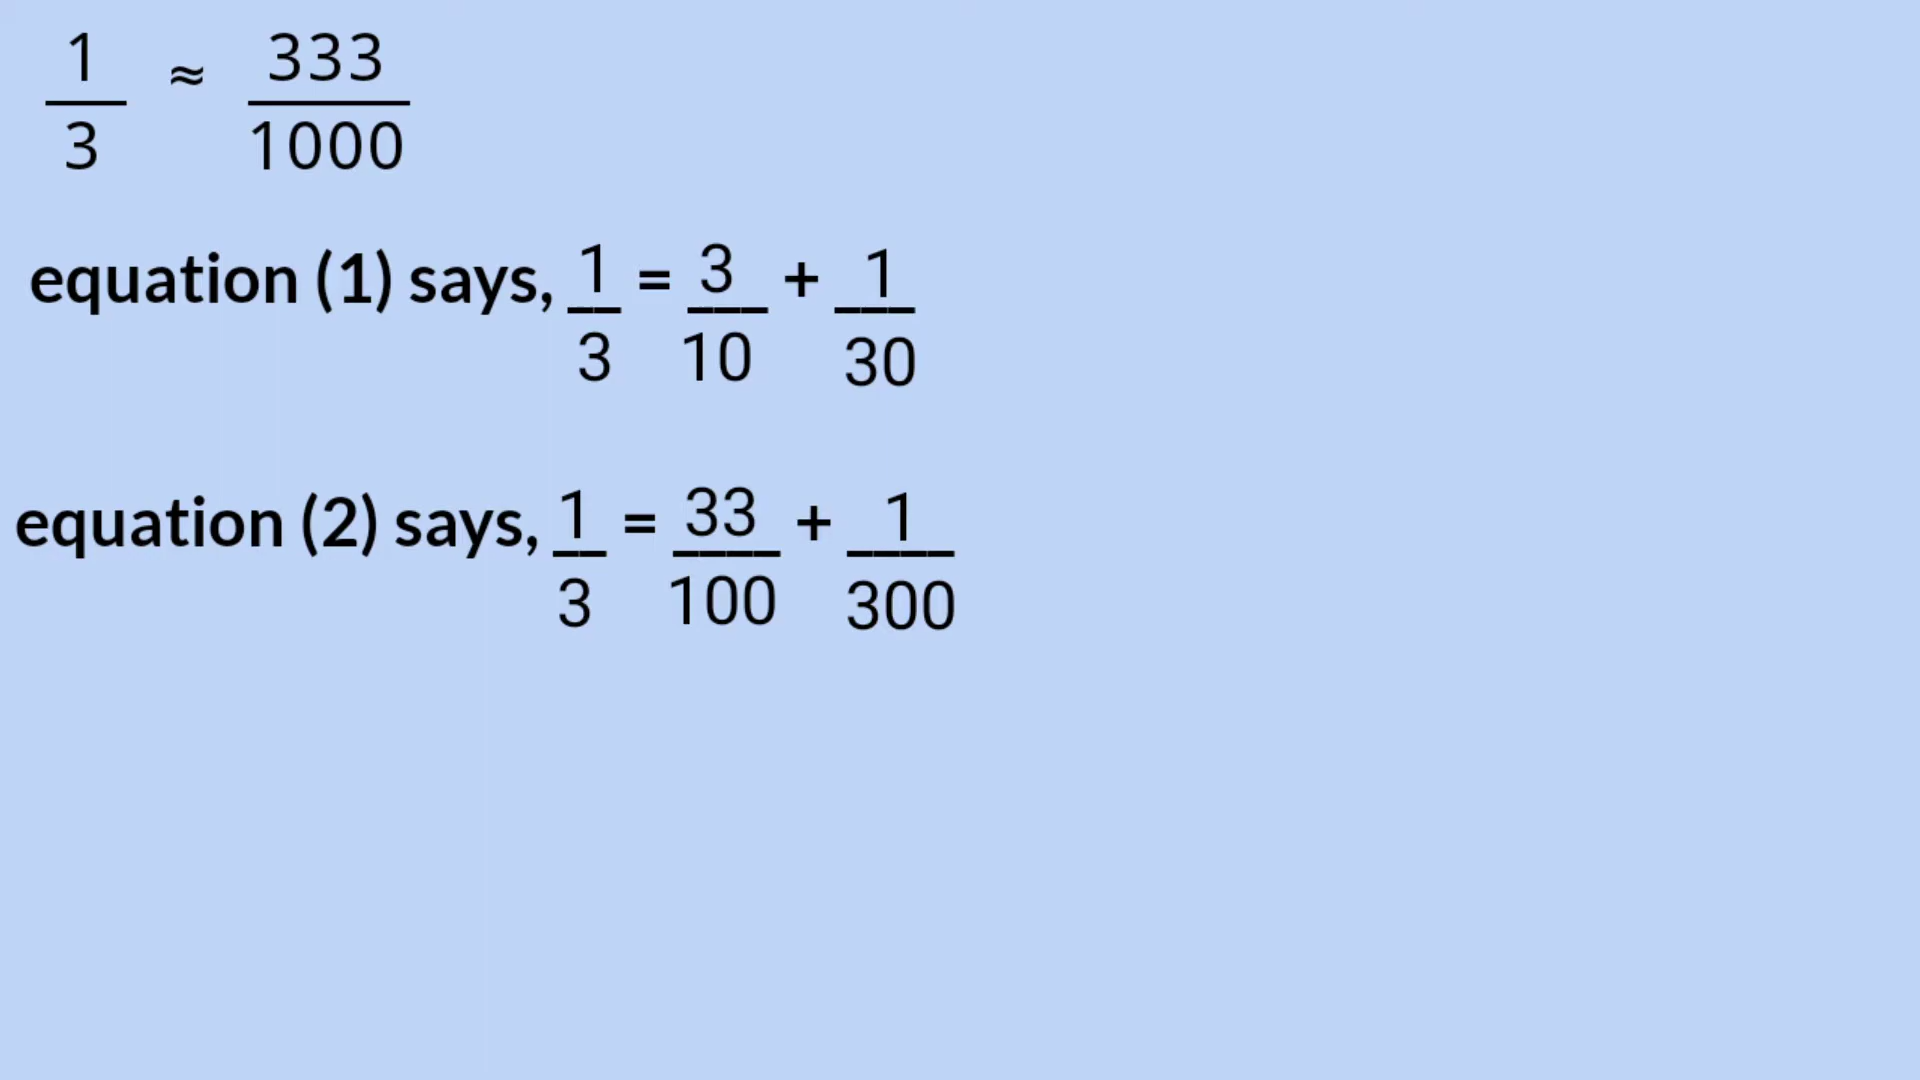 1/3 ≈ 333/1000
equation (1) says, 1/3 = 3/10 + 1/30
equation (2) says, 1/3 = 33/100 + 1/300